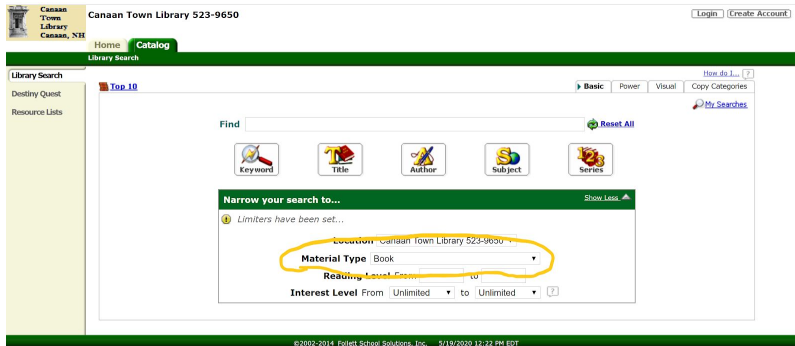 Canaan
Town
Library
Canaan, NH
Canaan Town Library 523-9650
Login Create Account
Home Catalog
Library Search
Library Search
Destiny Quest
Resource Lists
How do I... ?
Top 10
Basic Power Visual Copy Categories
My Searches
Find Reset All
Keyword Title Author Subject Series
Narrow your search to... Show Less
Limiters have been set...
Location Canaan Town Library 523-9650
Material Type Book
Reading Level From to
Interest Level From Unlimited to Unlimited ?
©2002-2014 Follett School Solutions, Inc. 5/19/2020 12:22 PM EDT